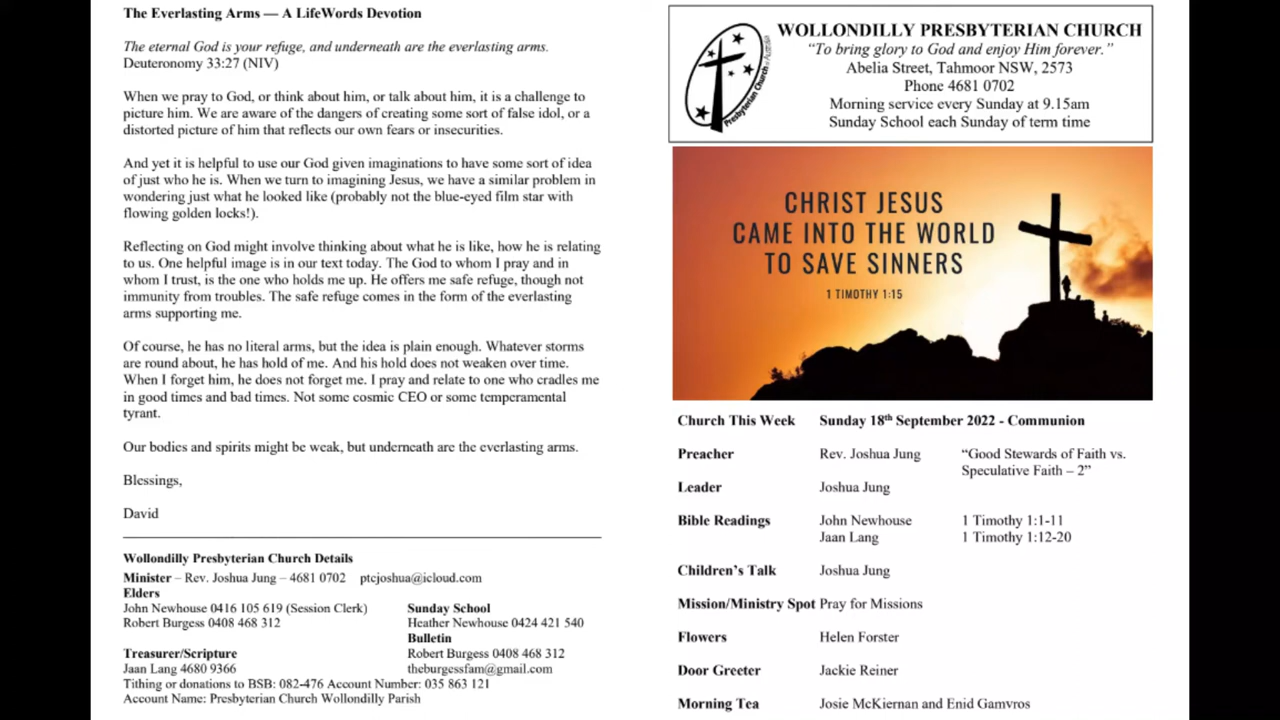 The Everlasting Arms — A LifeWords Devotion
The eternal God is your refuge, and underneath are the everlasting arms.
Deuteronomy 33:27 (NIV)
When we pray to God, or think about him, or talk about him, it is a challenge to
picture him. We are aware of the dangers of creating some sort of false idol, or a
distorted picture of him that reflects our own fears or insecurities.
And yet it is helpful to use our God given imaginations to have some sort of idea
of just who he is. When we turn to imagining Jesus, we have a similar problem in
wondering just what he looked like (probably not the blue-eyed film star with
flowing golden locks!).
Reflecting on God might involve thinking about what he is like, how he is relating
to us. One helpful image is in our text today. The God to whom I pray and in
whom I trust, is the one who holds me up. He offers me safe refuge, though not
immunity from troubles. The safe refuge comes in the form of the everlasting
arms supporting me.
Of course, he has no literal arms, but the idea is plain enough. Whatever storms
are round about, he has hold of me. And his hold does not weaken over time.
When I forget him, he does not forget me. I pray and relate to one who cradles me
in good times and bad times. Not some cosmic CEO or some temperamental
tyrant.
Our bodies and spirits might be weak, but underneath are the everlasting arms.
Blessings,
David
Wollondilly Presbyterian Church Details
Minister – Rev. Joshua Jung – 4681 0702 ptcjoshua@icloud.com
Elders
John Newhouse 0416 105 619 (Session Clerk) Sunday School
Robert Burgess 0408 468 312 Heather Newhouse 0424 421 540
Bulletin
Treasurer/Scripture Robert Burgess 0408 468 312
Jaan Lang 4680 9366 theburgessfam@gmail.com
Tithing or donations to BSB: 082-476 Account Number: 035 863 121
Account Name: Presbyterian Church Wollondilly Parish
Presbyterian Church of Australia
WOLLONDILLY PRESBYTERIAN CHURCH
“To bring glory to God and enjoy Him forever.”
Abelia Street, Tahmoor NSW, 2573
Phone 4681 0702
Morning service every Sunday at 9.15am
Sunday School each Sunday of term time
CHRIST JESUS
CAME INTO THE WORLD
TO SAVE SINNERS
1 TIMOTHY 1:15
Church This Week Sunday 18th September 2022 - Communion
Preacher Rev. Joshua Jung “Good Stewards of Faith vs.
Speculative Faith – 2”
Leader Joshua Jung
Bible Readings John Newhouse 1 Timothy 1:1-11
Jaan Lang 1 Timothy 1:12-20
Children’s Talk Joshua Jung
Mission/Ministry Spot Pray for Missions
Flowers Helen Forster
Door Greeter Jackie Reiner
Morning Tea Josie McKiernan and Enid Gamvros